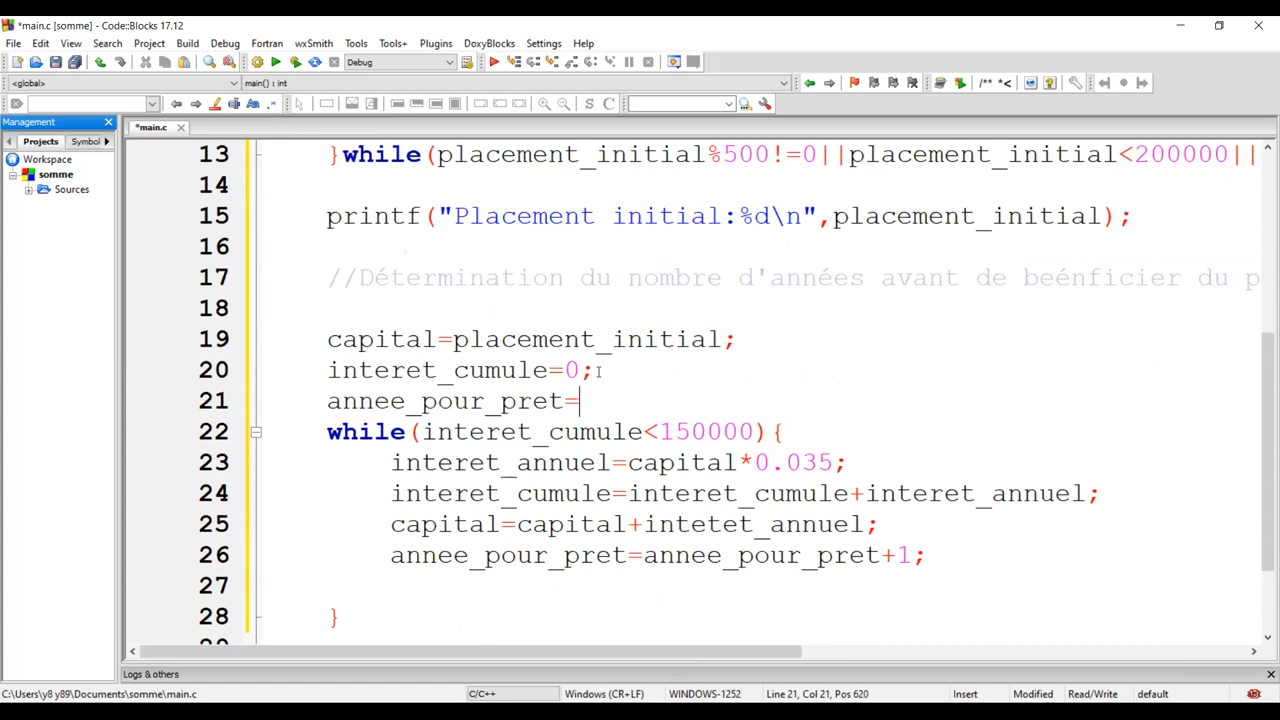 *main.c [somme] - Code::Blocks 17.12
File Edit View Search Project Build Debug Fortran wxSmith Tools Tools+ Plugins DoxyBlocks Settings Help
Debug
<global> main() : int
/** *<
S C
Management
*main.c
Projects Symbol
Workspace
somme
Sources
13 }while(placement_initial%500!=0||placement_initial<200000||
14
15 printf("Placement initial:%d\n",placement_initial);
16
17 //Détermination du nombre d'années avant de beénficier du p
18
19 capital=placement_initial;
20 interet_cumule=0;
21 annee_pour_pret=
22 while(interet_cumule<150000){
23 interet_annuel=capital*0.035;
24 interet_cumule=interet_cumule+interet_annuel;
25 capital=capital+intetet_annuel;
26 annee_pour_pret=annee_pour_pret+1;
27
28 }
Logs & others
C:\Users\y8 y89\Documents\somme\main.c C/C++ Windows (CR+LF) WINDOWS-1252 Line 21, Col 21, Pos 620 Insert Modified Read/Write default